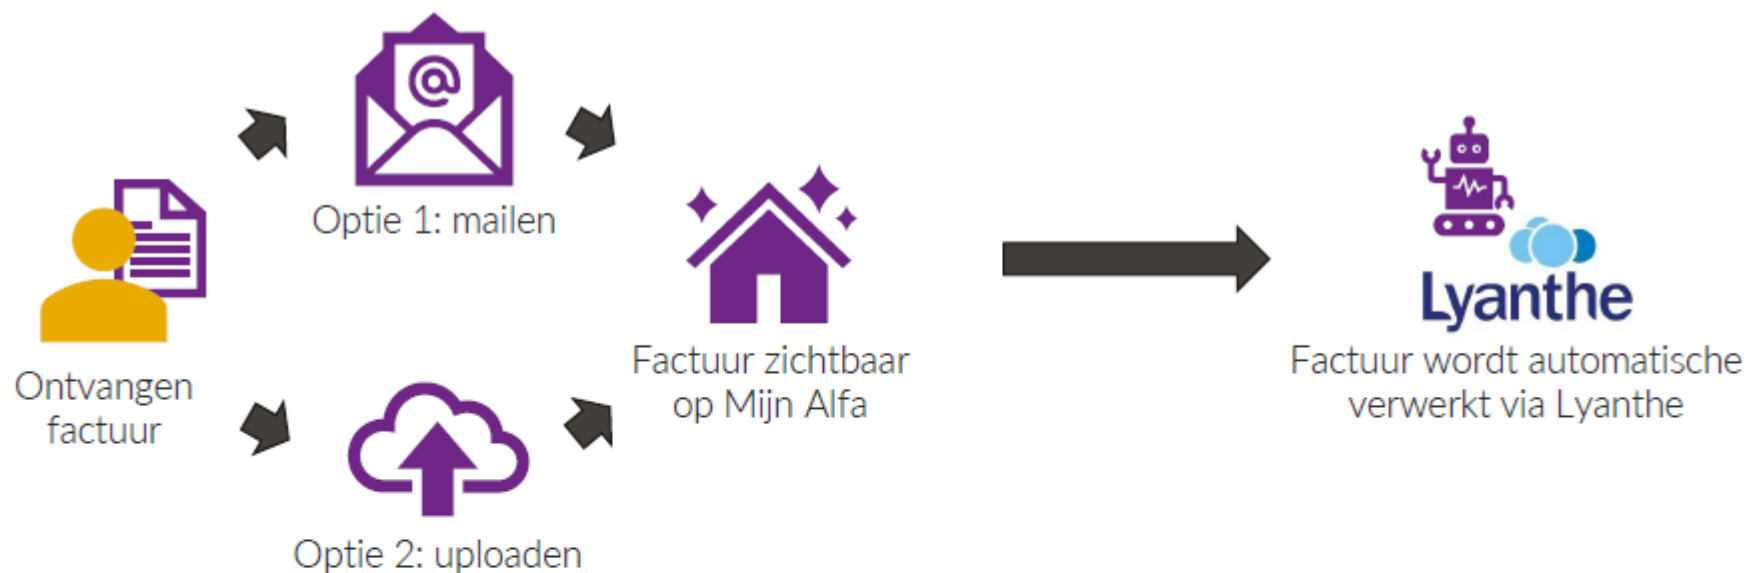 Ontvangen
factuur
@
Optie 1: mailen
Optie 2: uploaden
Factuur zichtbaar
op Mijn Alfa
Lyanthe
Factuur wordt automatische
verwerkt via Lyanthe